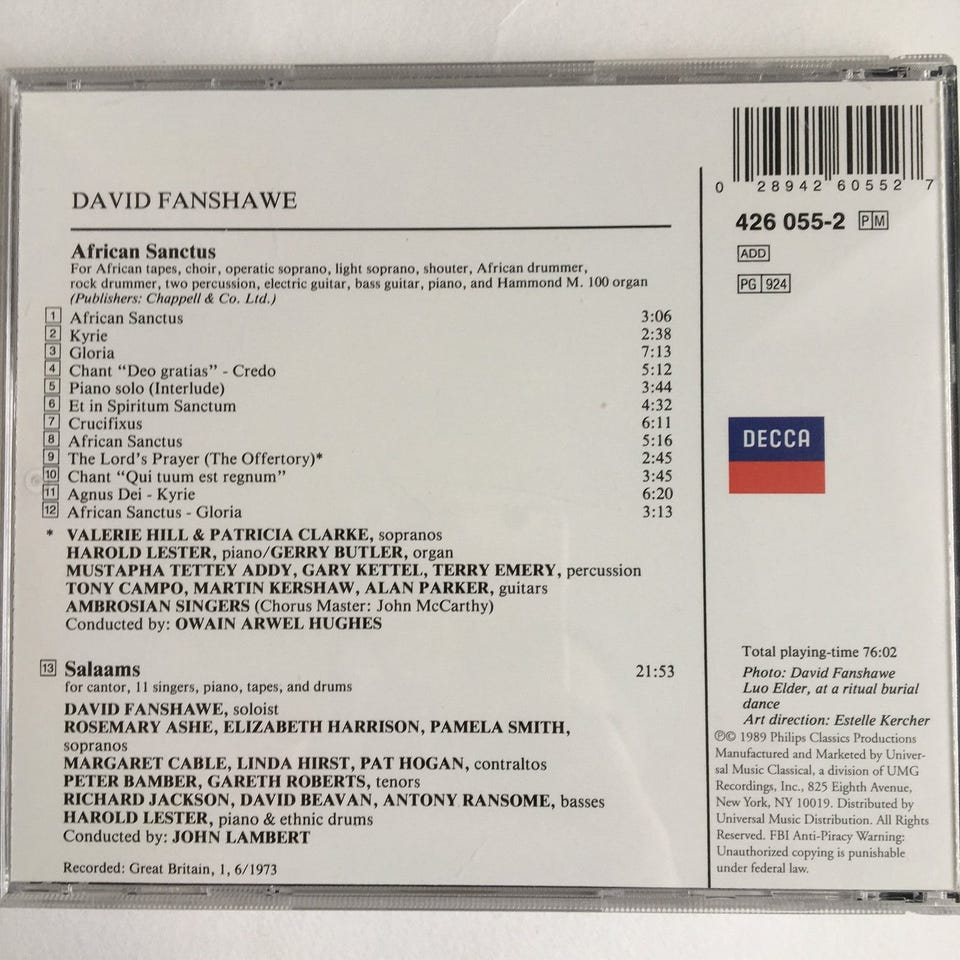 DAVID FANSHAWE
African Sanctus
For African tapes, choir, operatic soprano, light soprano, shouter, African drummer,
rock drummer, two percussion, electric guitar, bass guitar, piano, and Hammond M. 100 organ
(Publishers: Chappell & Co. Ltd.)
1 African Sanctus 3:06
2 Kyrie 2:38
3 Gloria 7:13
4 Chant “Deo gratias” - Credo 5:12
5 Piano solo (Interlude) 3:44
6 Et in Spiritum Sanctum 4:32
7 Crucifixus 6:11
8 African Sanctus 5:16
9 The Lord's Prayer (The Offertory)* 2:45
10 Chant “Qui tuum est regnum” 3:45
11 Agnus Dei - Kyrie 6:20
12 African Sanctus - Gloria 3:13
* VALERIE HILL & PATRICIA CLARKE, sopranos
HAROLD LESTER, piano/GERRY BUTLER, organ
MUSTAPHA TETTEY ADDY, GARY KETTEL, TERRY EMERY, percussion
TONY CAMPO, MARTIN KERSHAW, ALAN PARKER, guitars
AMBROSIAN SINGERS (Chorus Master: John McCarthy)
Conducted by: OWAIN ARWEL HUGHES
13 Salaams 21:53
for cantor, 11 singers, piano, tapes, and drums
DAVID FANSHAWE, soloist
ROSEMARY ASHE, ELIZABETH HARRISON, PAMELA SMITH,
sopranos
MARGARET CABLE, LINDA HIRST, PAT HOGAN, contraltos
PETER BAMBER, GARETH ROBERTS, tenors
RICHARD JACKSON, DAVID BEAVAN, ANTONY RANSOME, basses
HAROLD LESTER, piano & ethnic drums
Conducted by: JOHN LAMBERT
Recorded: Great Britain, 1, 6/1973
0 28942 60552 7
426 055-2 PM
ADD
PG 924
DECCA
Total playing-time 76:02
Photo: David Fanshawe
Luo Elder, at a ritual burial
dance
Art direction: Estelle Kercher
℗© 1989 Philips Classics Productions
Manufactured and Marketed by Univer-
sal Music Classical, a division of UMG
Recordings, Inc., 825 Eighth Avenue,
New York, NY 10019. Distributed by
Universal Music Distribution. All Rights
Reserved. FBI Anti-Piracy Warning:
Unauthorized copying is punishable
under federal law.